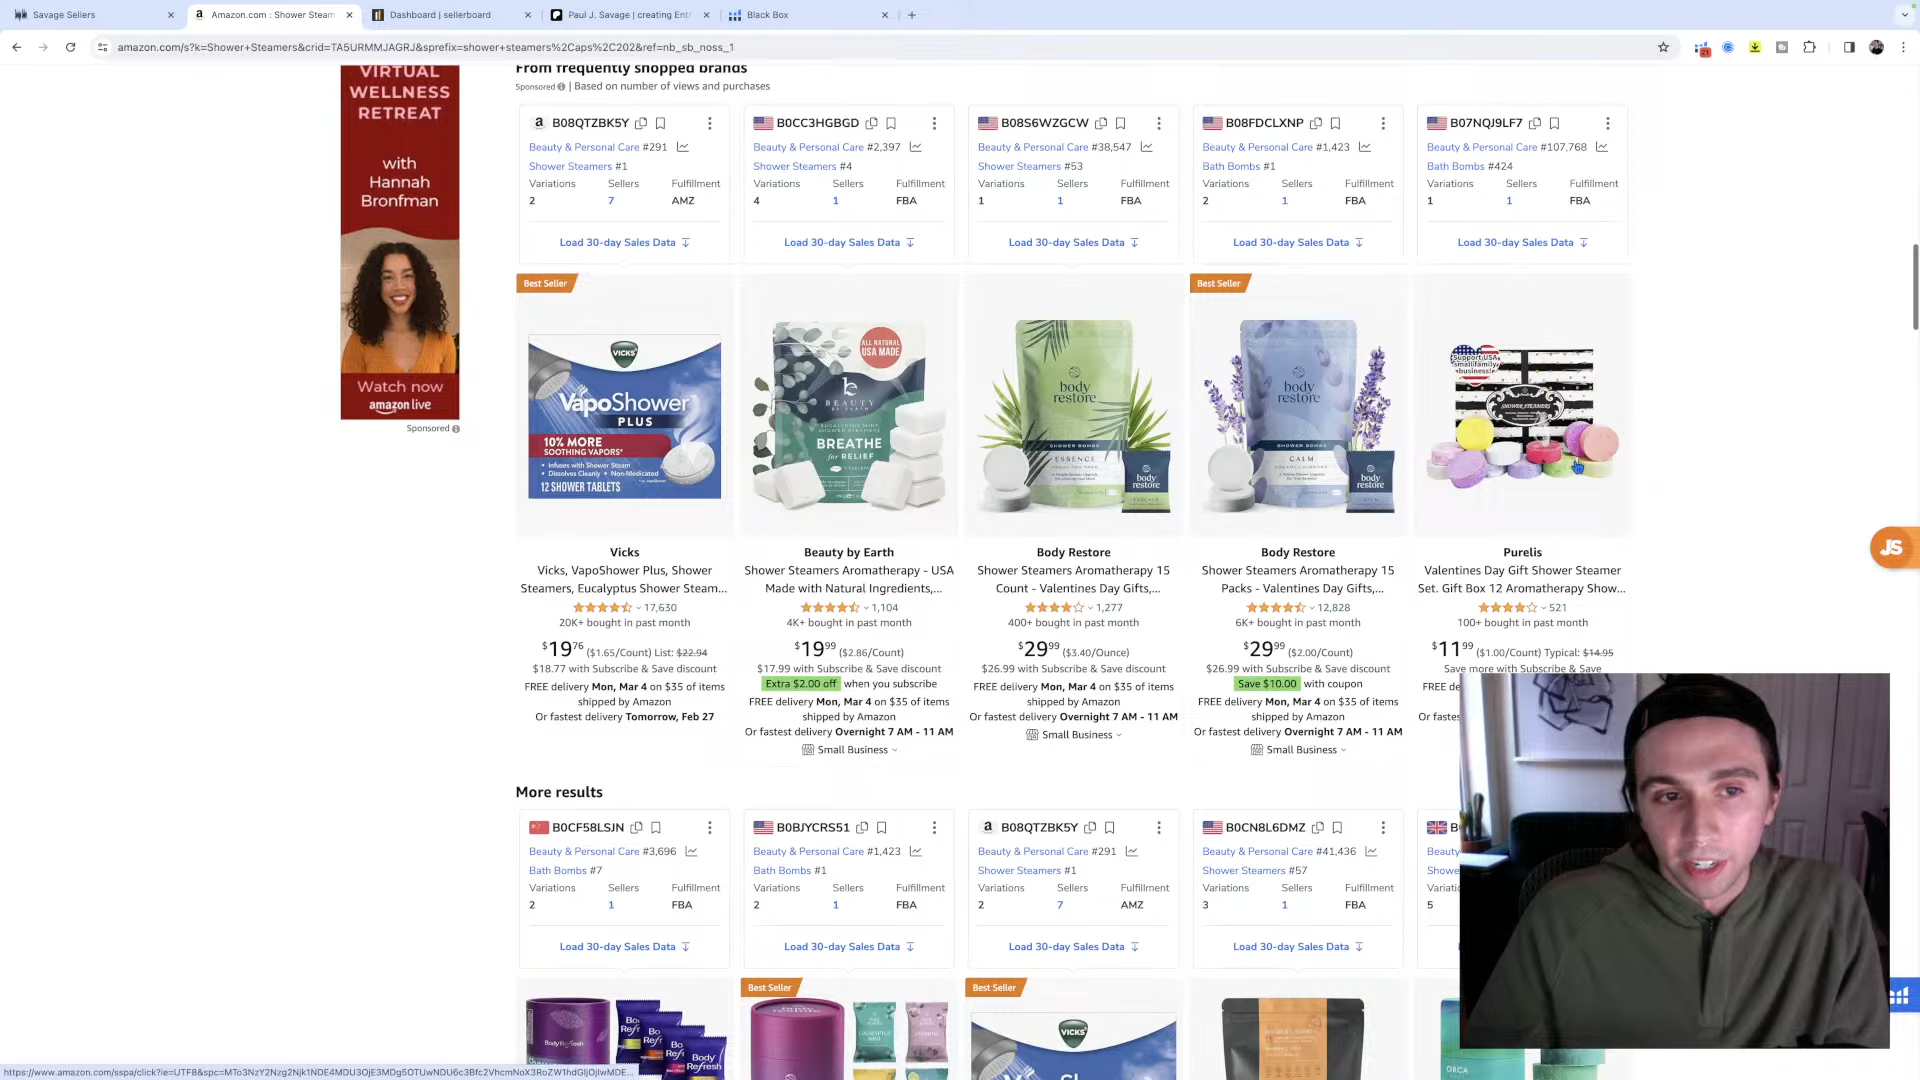 Savage Sellers
Amazon.com : Shower Steam
Dashboard | sellerboard
Paul J. Savage | creating Entr
Black Box
amazon.com/s?k=Shower+Steamers&crid=TA5URMMJAGRJ&sprefix=shower+steamers%2Caps%2C202&ref=nb_sb_noss_1
21
VIRTUAL
WELLNESS
RETREAT
with
Hannah
Bronfman
Watch now
amazon live
Sponsored
From frequently shopped brands
Sponsored | Based on number of views and purchases
B08QTZBK5Y
Beauty & Personal Care #291
Shower Steamers #1
Variations Sellers Fulfillment
2 7 AMZ
Load 30-day Sales Data
B0CC3HGBGD
Beauty & Personal Care #2,397
Shower Steamers #4
Variations Sellers Fulfillment
4 1 FBA
Load 30-day Sales Data
B08S6WZGCW
Beauty & Personal Care #38,547
Shower Steamers #53
Variations Sellers Fulfillment
1 1 FBA
Load 30-day Sales Data
B08FDCLXNP
Beauty & Personal Care #1,423
Bath Bombs #1
Variations Sellers Fulfillment
2 1 FBA
Load 30-day Sales Data
B07NQJ9LF7
Beauty & Personal Care #107,768
Bath Bombs #424
Variations Sellers Fulfillment
1 1 FBA
Load 30-day Sales Data
Best Seller
VICKS
VapoShower
PLUS
10% MORE
SOOTHING VAPORS*
• Infuses with Shower Steam
• Dissolves Cleanly • Non-Medicated
12 SHOWER TABLETS
Vicks
Vicks, VapoShower Plus, Shower
Steamers, Eucalyptus Shower Steam...
17,630
20K+ bought in past month
$19.76 ($1.65/Count) List: $22.94
$18.77 with Subscribe & Save discount
FREE delivery Mon, Mar 4 on $35 of items
shipped by Amazon
Or fastest delivery Tomorrow, Feb 27
ALL NATURAL
USA MADE
BEAUTY
BY EARTH
EUCALYPTUS MINT
SHOWER STEAMERS
BREATHE
for RELIEF
Beauty by Earth
Shower Steamers Aromatherapy - USA
Made with Natural Ingredients,...
1,104
4K+ bought in past month
$19.99 ($2.86/Count)
$17.99 with Subscribe & Save discount
Extra $2.00 off when you subscribe
FREE delivery Mon, Mar 4 on $35 of items
shipped by Amazon
Or fastest delivery Overnight 7 AM - 11 AM
Small Business
body
restore
SHOWER BOMBS
ESSENCE
body
restore
Body Restore
Shower Steamers Aromatherapy 15
Count - Valentines Day Gifts,...
1,277
400+ bought in past month
$29.99 ($3.40/Ounce)
$26.99 with Subscribe & Save discount
FREE delivery Mon, Mar 4 on $35 of items
shipped by Amazon
Or fastest delivery Overnight 7 AM - 11 AM
Small Business
Best Seller
body
restore
SHOWER BOMBS
CALM
body
restore
Body Restore
Shower Steamers Aromatherapy 15
Packs - Valentines Day Gifts,...
12,828
6K+ bought in past month
$29.99 ($2.00/Count)
$26.99 with Subscribe & Save discount
Save $10.00 with coupon
FREE delivery Mon, Mar 4 on $35 of items
shipped by Amazon
Or fastest delivery Overnight 7 AM - 11 AM
Small Business
Support USA
small family
business!
SHOWER STEAMERS
Purelis
Valentines Day Gift Shower Steamer
Set. Gift Box 12 Aromatherapy Show...
521
100+ bought in past month
$11.99 ($1.00/Count) Typical: $14.95
Save more with Subscribe & Save
FREE de
Or fast
JS
More results
B0CF58LSJN
Beauty & Personal Care #3,696
Bath Bombs #7
Variations Sellers Fulfillment
2 1 FBA
Load 30-day Sales Data
B0BJYCRS51
Beauty & Personal Care #1,423
Bath Bombs #1
Variations Sellers Fulfillment
2 1 FBA
Load 30-day Sales Data
B08QTZBK5Y
Beauty & Personal Care #291
Shower Steamers #1
Variations Sellers Fulfillment
2 7 AMZ
Load 30-day Sales Data
B0CN8L6DMZ
Beauty & Personal Care #41,436
Shower Steamers #57
Variations Sellers Fulfillment
3 1 FBA
Load 30-day Sales Data
B
Beauty
Showe
Variati
5
L
BodyRefresh
Body
Refresh
Best Seller
EUCALYPTUS
MINT
JASMINE
Best Seller
VICKS
SHOWER STEAMERS
15
ORCA